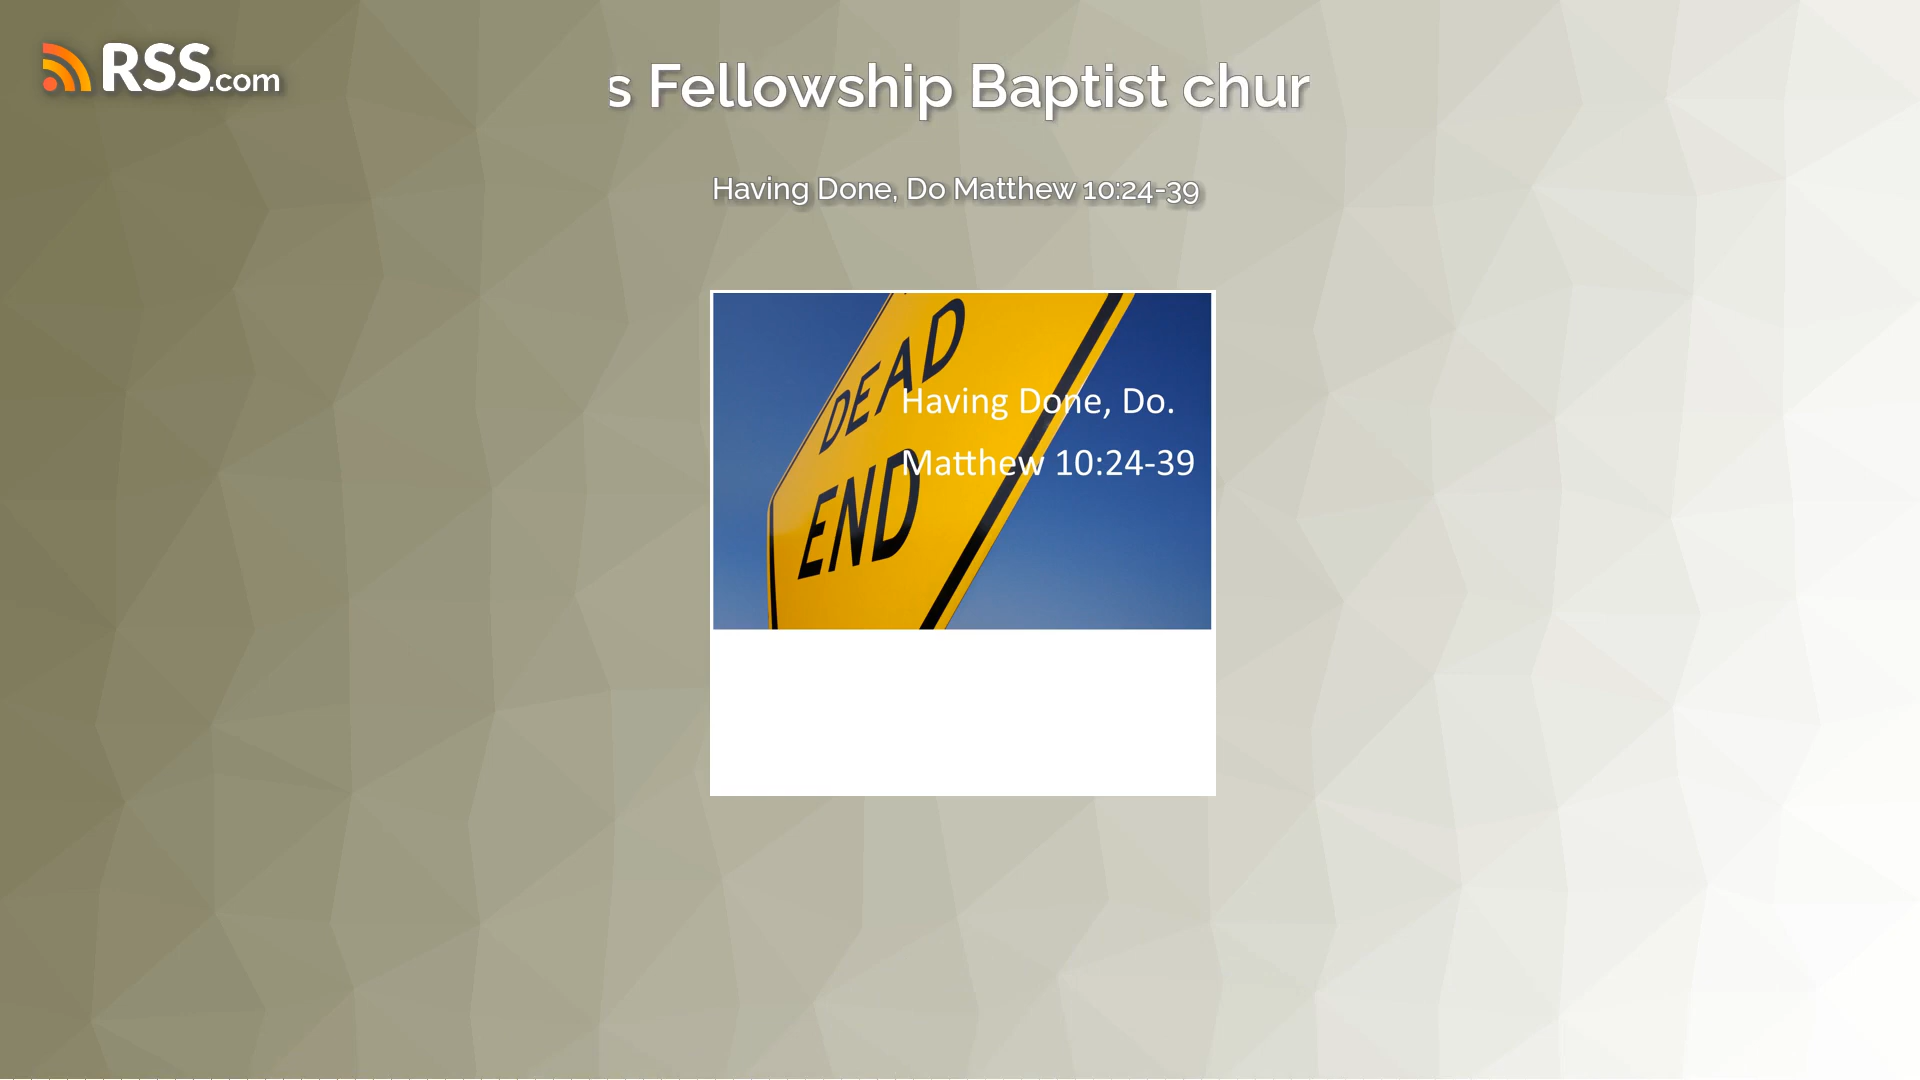 RSS.com
s Fellowship Baptist chur
Having Done, Do Matthew 10:24-39
DEAD
END
Having Done, Do.
Matthew 10:24-39